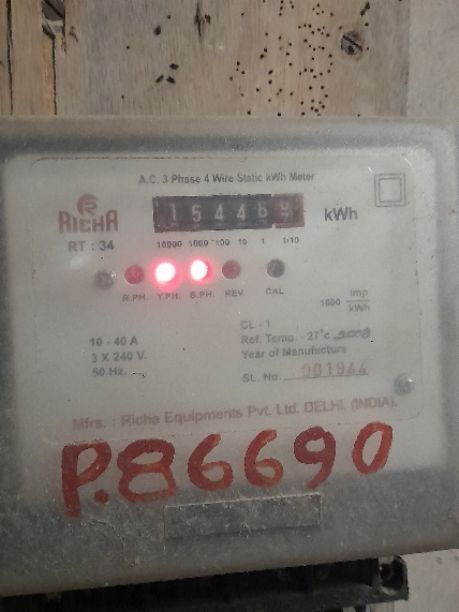 A.C. 3 Phase 4 Wire Static kWh Meter
RICHA
15446
kWh
RT : 34
10000 1000 100 10 1 1/10
R.PH. Y.PH. B.PH. REV CAL
1600 imp/kWh
10 - 40 A
3 X 240 V.
50 Hz.
CL - 1
Ref. Temp. 27°c 2008
Year of Manufacture
SL. No. 001944
Mfrs. : Richa Equipments Pvt. Ltd. DELHI, (INDIA).
P.86690